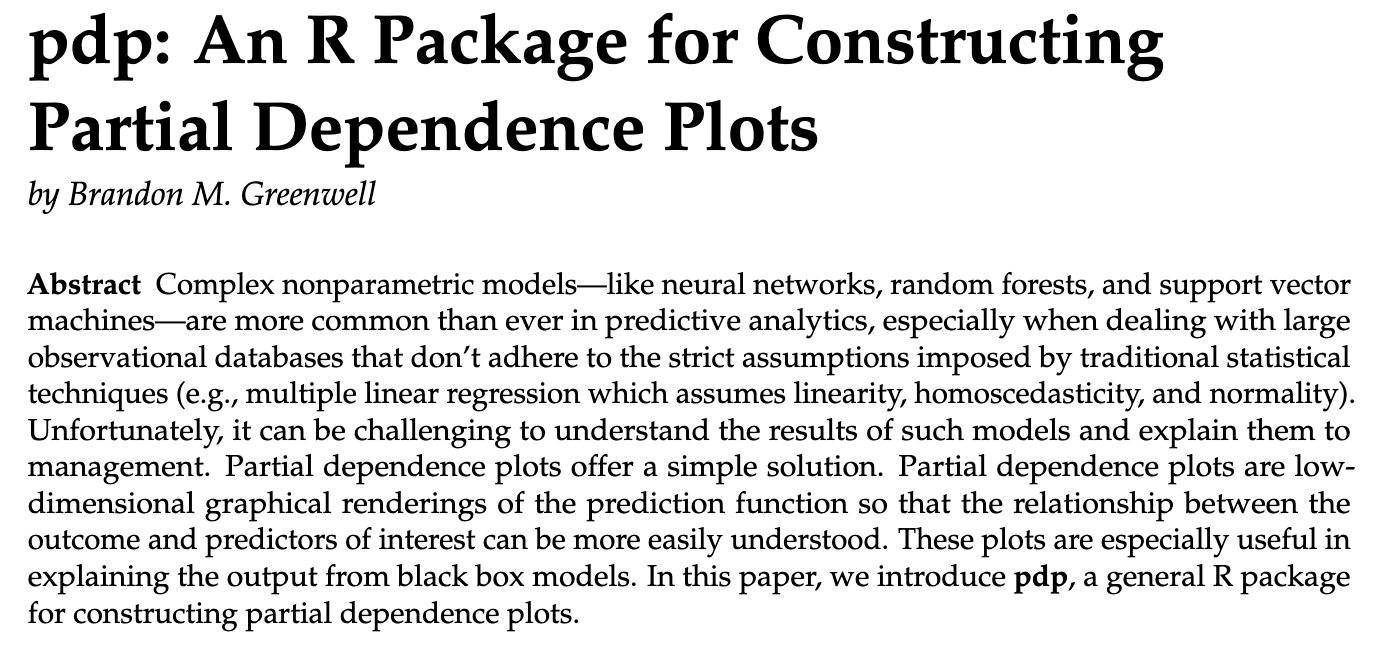 pdp: An R Package for Constructing
Partial Dependence Plots
by Brandon M. Greenwell
Abstract Complex nonparametric models—like neural networks, random forests, and support vector
machines—are more common than ever in predictive analytics, especially when dealing with large
observational databases that don’t adhere to the strict assumptions imposed by traditional statistical
techniques (e.g., multiple linear regression which assumes linearity, homoscedasticity, and normality).
Unfortunately, it can be challenging to understand the results of such models and explain them to
management. Partial dependence plots offer a simple solution. Partial dependence plots are low-
dimensional graphical renderings of the prediction function so that the relationship between the
outcome and predictors of interest can be more easily understood. These plots are especially useful in
explaining the output from black box models. In this paper, we introduce pdp, a general R package
for constructing partial dependence plots.